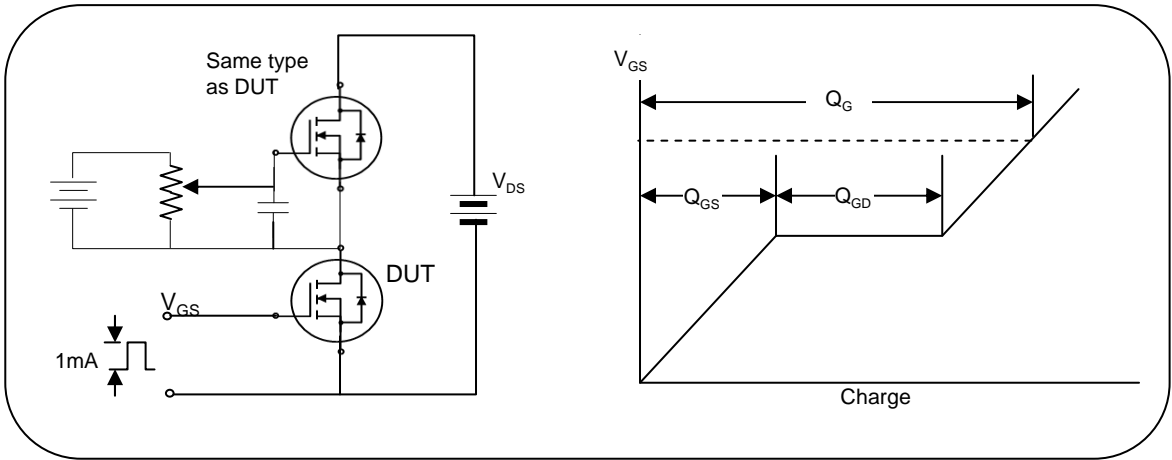 Same type
as DUT
V_DS
DUT
V_GS
1mA
V_GS
Q_G
Q_GS
Q_GD
Charge